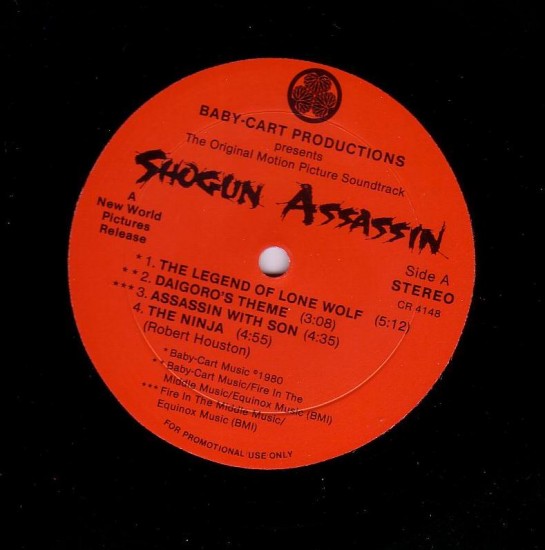 BABY-CART PRODUCTIONS
presents
The Original Motion Picture Soundtrack
SHOGUN ASSASSIN
A
New World
Pictures
Release
Side A
STEREO
CR 4148
* 1. THE LEGEND OF LONE WOLF (5:12)
** 2. DAIGORO'S THEME (3:08)
*** 3. ASSASSIN WITH SON (4:35)
4. THE NINJA (4:55)
(Robert Houston)
* Baby-Cart Music ©1980
** Baby-Cart Music/Fire In The
Middle Music/Equinox Music (BMI)
*** Fire In The Middle Music/
Equinox Music (BMI)
FOR PROMOTIONAL USE ONLY